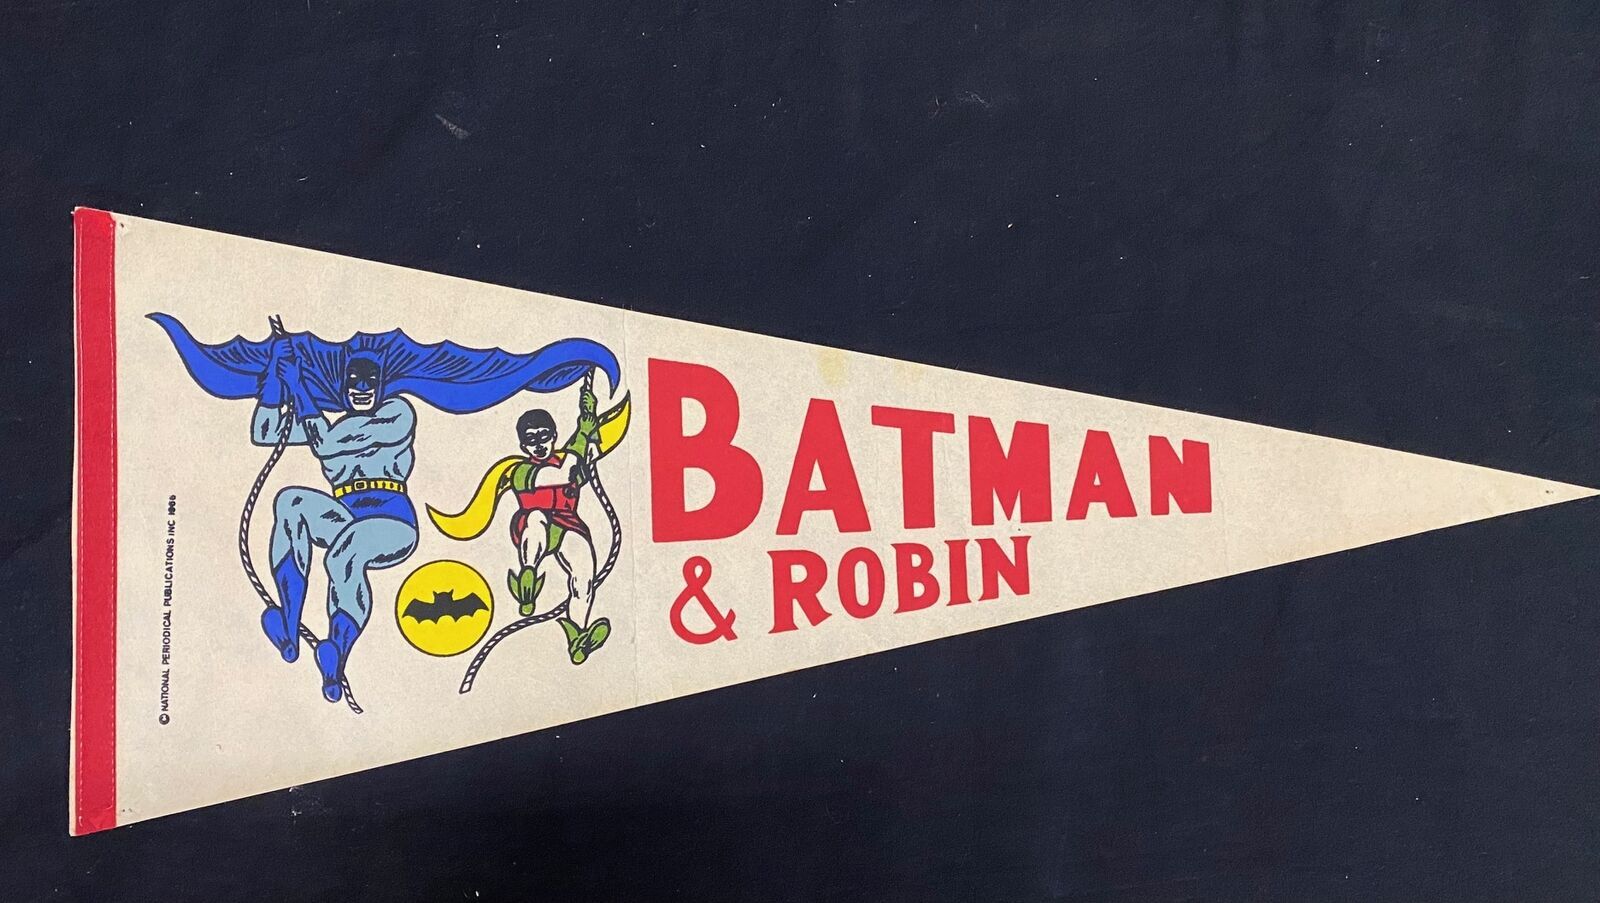 BATMAN
& ROBIN
© NATIONAL PERIODICAL PUBLICATIONS INC 1966